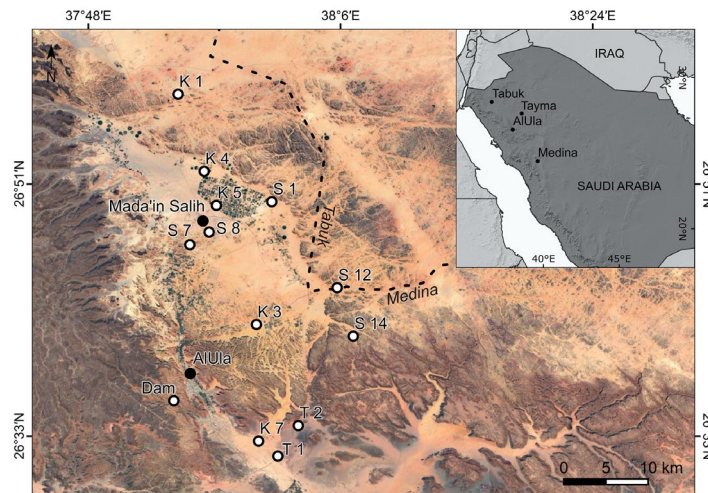 37°48'E
38°6'E
38°24'E
N
K 1
IRAQ
30°N
Tabuk
Tayma
AlUla
Medina
SAUDI ARABIA
20°N
40°E
45°E
26°51'N
26°51'N
K 4
K 5
S 1
Mada'in Salih
S 8
S 7
Tabuk
S 12
Medina
K 3
S 14
AlUla
Dam
T 2
26°33'N
26°33'N
K 7
T 1
0 5 10 km